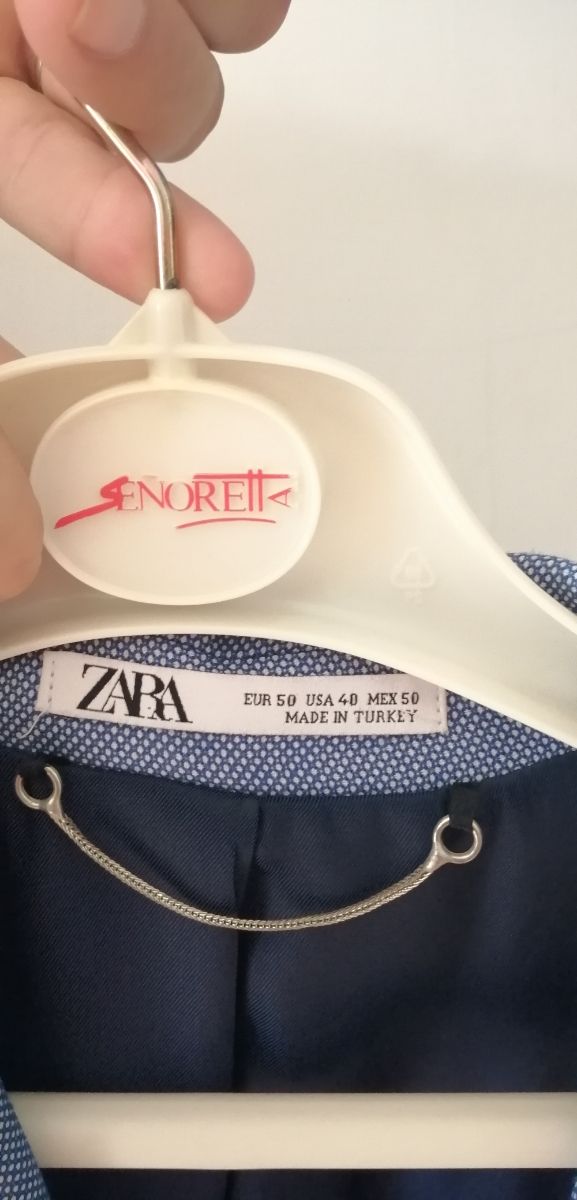 SENORETTA
ZARA
EUR 50 USA 40 MEX 50
MADE IN TURKEY